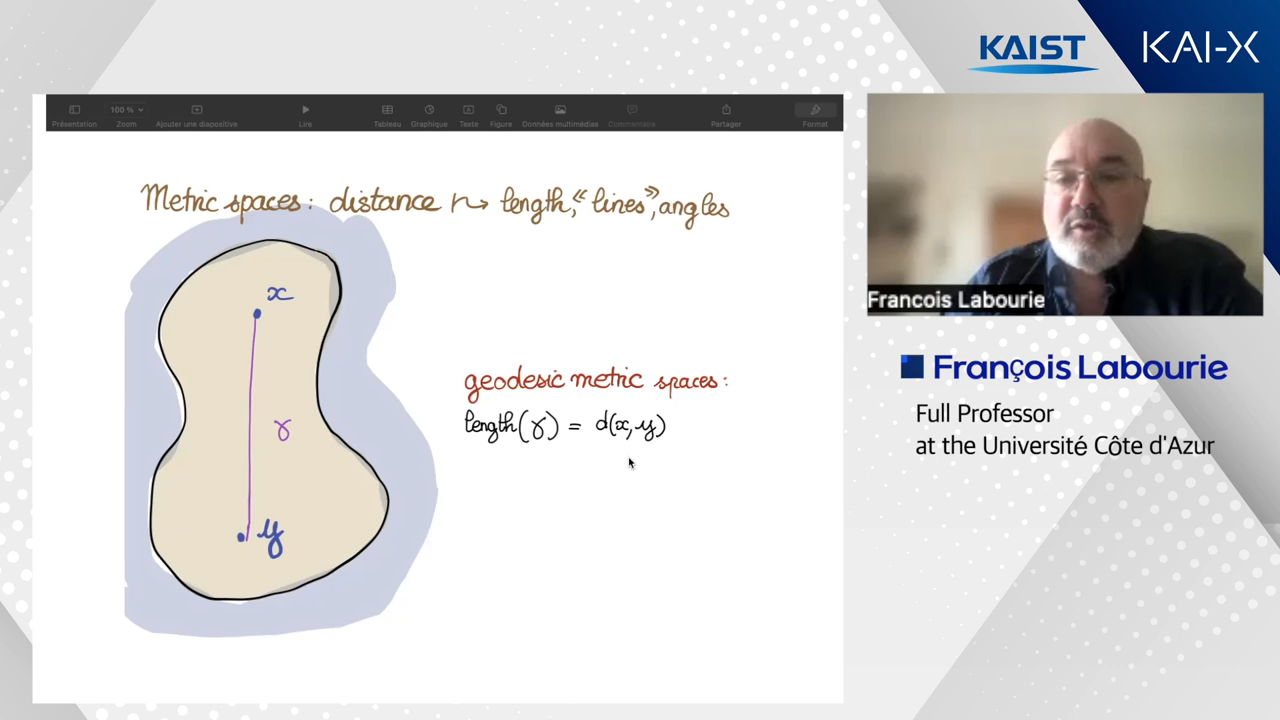 KAIST
KAI-X
Présentation
100 %
Zoom
Ajouter une diapositive
Lire
Tableau
Graphique
Texte
Figure
Données multimédias
Commentaire
Partager
Format
Metric spaces : distance ⇝ length, "lines", angles
x
γ
y
geodesic metric spaces :
length(γ) = d(x, y)
Francois Labourie
François Labourie
Full Professor
at the Université Côte d'Azur